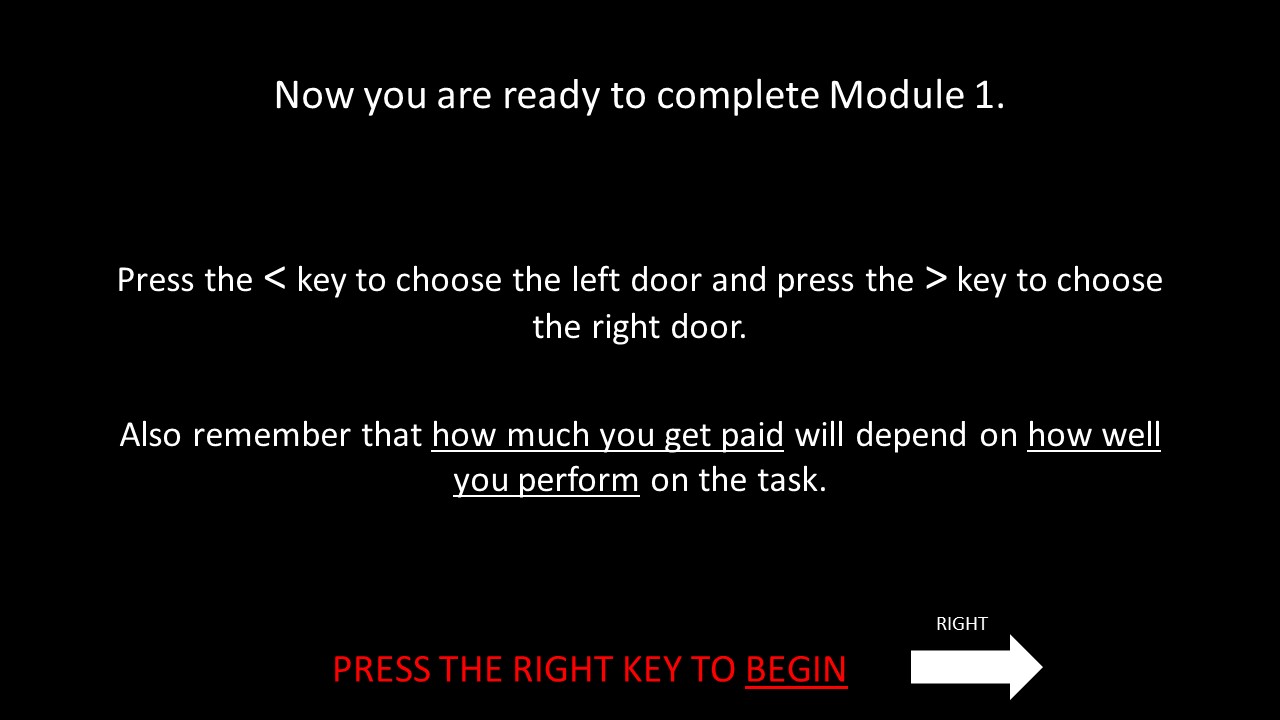 Now you are ready to complete Module 1.
Press the < key to choose the left door and press the > key to choose
the right door.
Also remember that how much you get paid will depend on how well
you perform on the task.
RIGHT
PRESS THE RIGHT KEY TO BEGIN